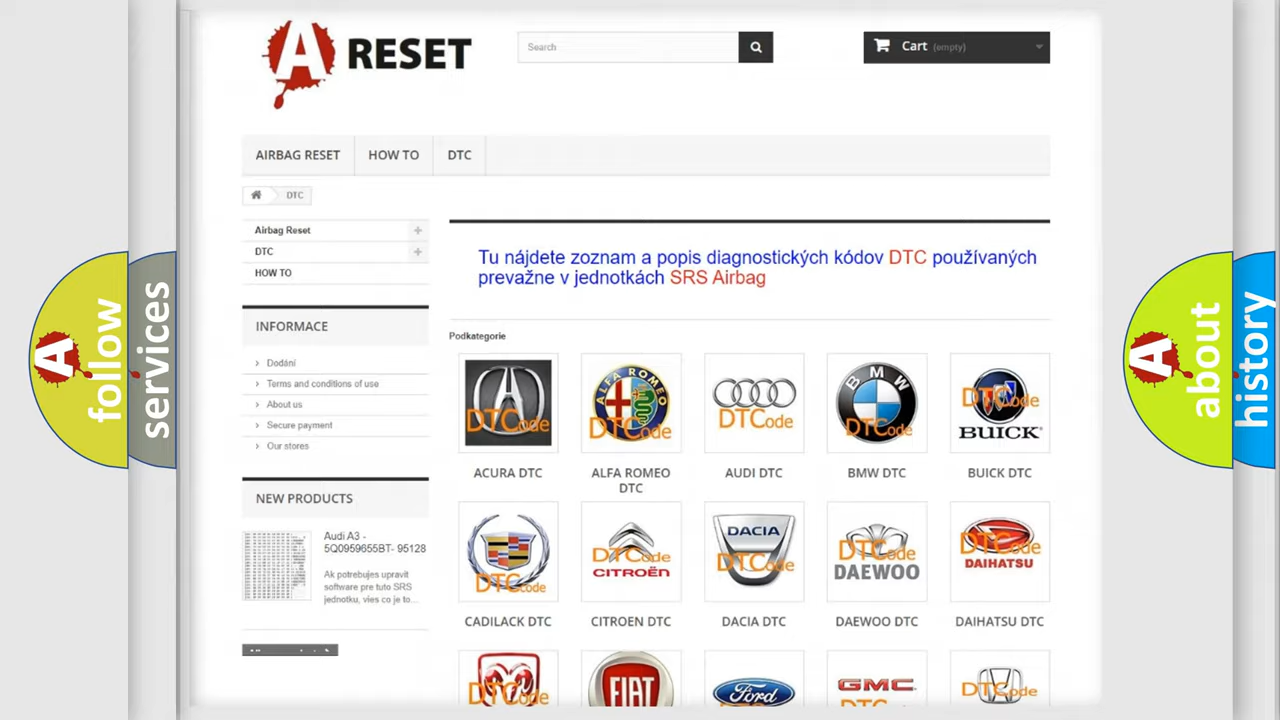 A RESET
Search
Cart (empty)
AIRBAG RESET
HOW TO
DTC
DTC
Airbag Reset
DTC
HOW TO
INFORMACE
Dodání
Terms and conditions of use
About us
Secure payment
Our stores
NEW PRODUCTS
Audi A3 -
5Q0959655BT- 95128
Ak potrebujes upravit
software pre tuto SRS
jednotku, vies co je to...
Tu nájdete zoznam a popis diagnostických kódov DTC používaných
prevažne v jednotkách SRS Airbag
Podkategorie
DTCode
ALFA ROMEO
DTCode
DTCode
BMW
DTCode
DTCode
BUICK
ACURA DTC
ALFA ROMEO
DTC
AUDI DTC
BMW DTC
BUICK DTC
DTCode
DTCode
CITROËN
DACIA
DTCode
DTCode
DAEWOO
DTCode
DAIHATSU
CADILACK DTC
CITROEN DTC
DACIA DTC
DAEWOO DTC
DAIHATSU DTC
DTCode
FIAT
Ford
GMC
DTCode
A follow
services
A about
history